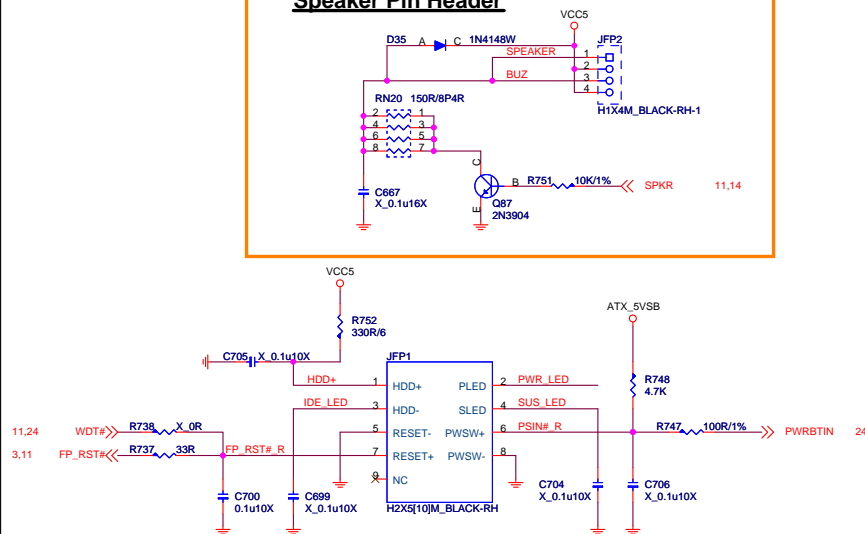 Speaker Pin Header
VCC5
D35 A C 1N4148W JFP2
SPEAKER 1
2
BUZ 3
4
H1X4M_BLACK-RH-1
RN20 150R/8P4R
2 1
4 3
6 5
8 7
C
C667
X_0.1u16X
B R751 10K/1% SPKR 11,14
E Q87
2N3904
VCC5
ATX_5VSB
R752
330R/6
C705 X_0.1u10X JFP1
R748
4.7K
HDD+ 1 HDD+ PLED 2 PWR_LED
IDE_LED 3 HDD- SLED 4 SUS_LED
11,24 WDT# R738 X_0R 5 RESET- PWSW+ 6 PSIN#_R R747 100R/1% PWRBTIN 24
3,11 FP_RST# R737 33R FP_RST#_R 7 RESET+ PWSW- 8
9 NC
C700
0.1u10X
C699
X_0.1u10X
C704
X_0.1u10X
C706
X_0.1u10X
H2X5[10]M_BLACK-RH